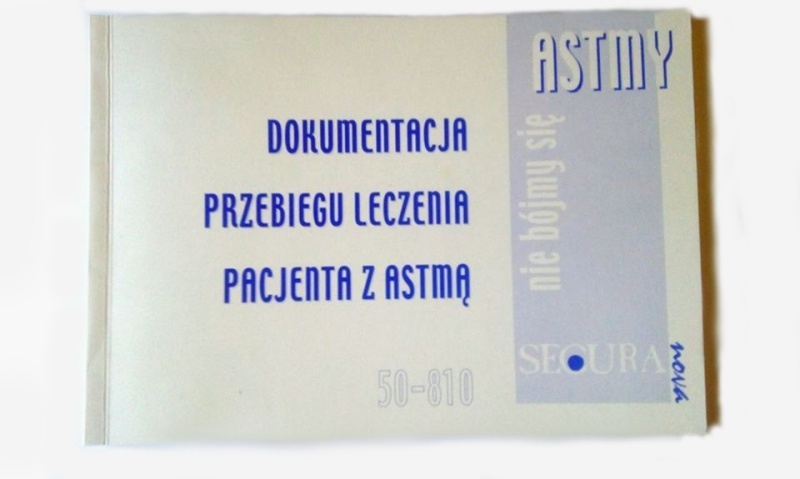 DOKUMENTACJA
PRZEBIEGU LECZENIA
PACJENTA Z ASTMĄ
50-810
nie bójmy się
ASTMY
SECURA
nova